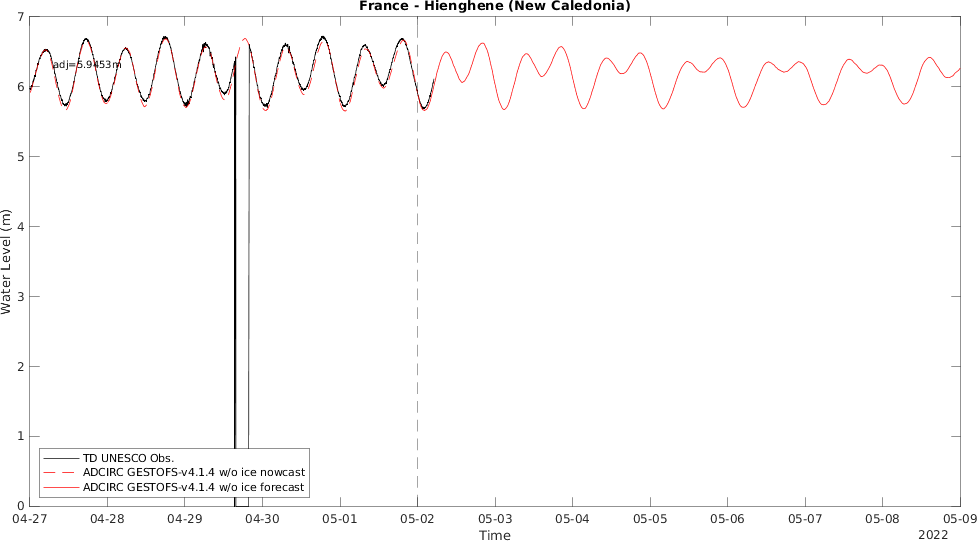 France - Hienghene (New Caledonia)
7
6
5
4
3
2
1
0
Water Level (m)
adj=5.9453m
TD UNESCO Obs.
ADCIRC GESTOFS-v4.1.4 w/o ice nowcast
ADCIRC GESTOFS-v4.1.4 w/o ice forecast
04-27 04-28 04-29 04-30 05-01 05-02 05-03 05-04 05-05 05-06 05-07 05-08 05-09
Time
2022